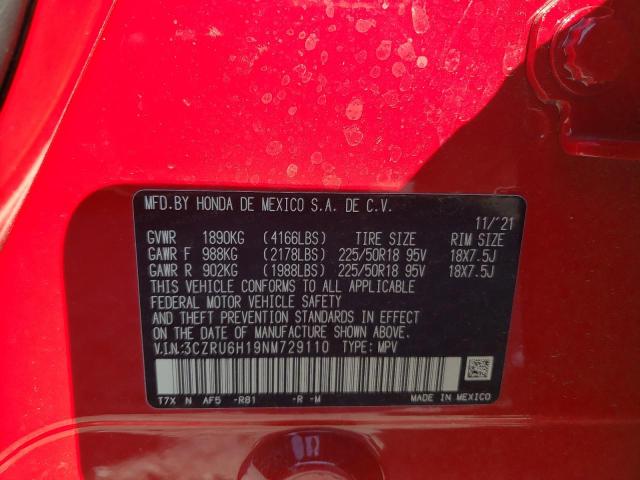 MFD.BY HONDA DE MEXICO S.A. DE C.V.
11/'21
GVWR 1890KG (4166LBS) TIRE SIZE RIM SIZE
GAWR F 988KG (2178LBS) 225/50R18 95V 18X7.5J
GAWR R 902KG (1988LBS) 225/50R18 95V 18X7.5J
THIS VEHICLE CONFORMS TO ALL APPLICABLE
FEDERAL MOTOR VEHICLE SAFETY
AND THEFT PREVENTION STANDARDS IN EFFECT
ON THE DATE OF MANUFACTURE SHOWN ABOVE.
V.I.N:3CZRU6H19NM729110 TYPE: MPV
T7X N AF5 -R81 -R -M MADE IN MEXICO